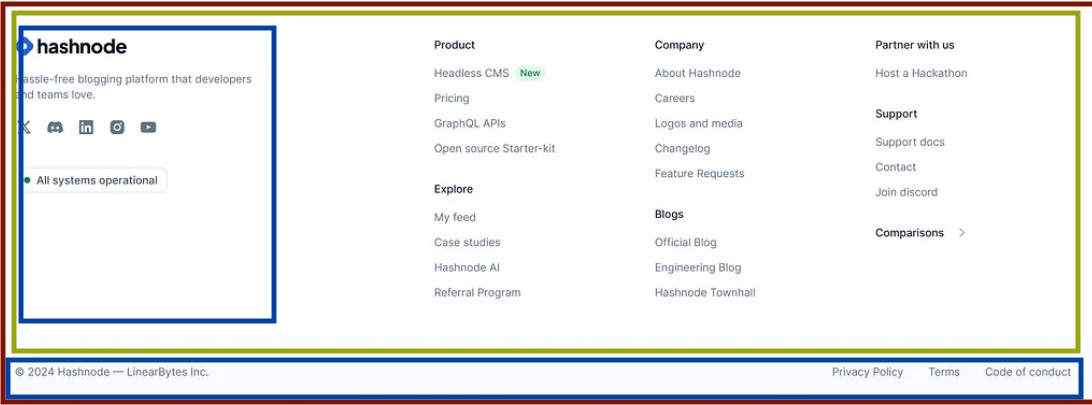 hashnode
Hassle-free blogging platform that developers
and teams love.
All systems operational
Product
Headless CMS New
Pricing
GraphQL APIs
Open source Starter-kit
Explore
My feed
Case studies
Hashnode AI
Referral Program
Company
About Hashnode
Careers
Logos and media
Changelog
Feature Requests
Blogs
Official Blog
Engineering Blog
Hashnode Townhall
Partner with us
Host a Hackathon
Support
Support docs
Contact
Join discord
Comparisons
© 2024 Hashnode — LinearBytes Inc.
Privacy Policy Terms Code of conduct